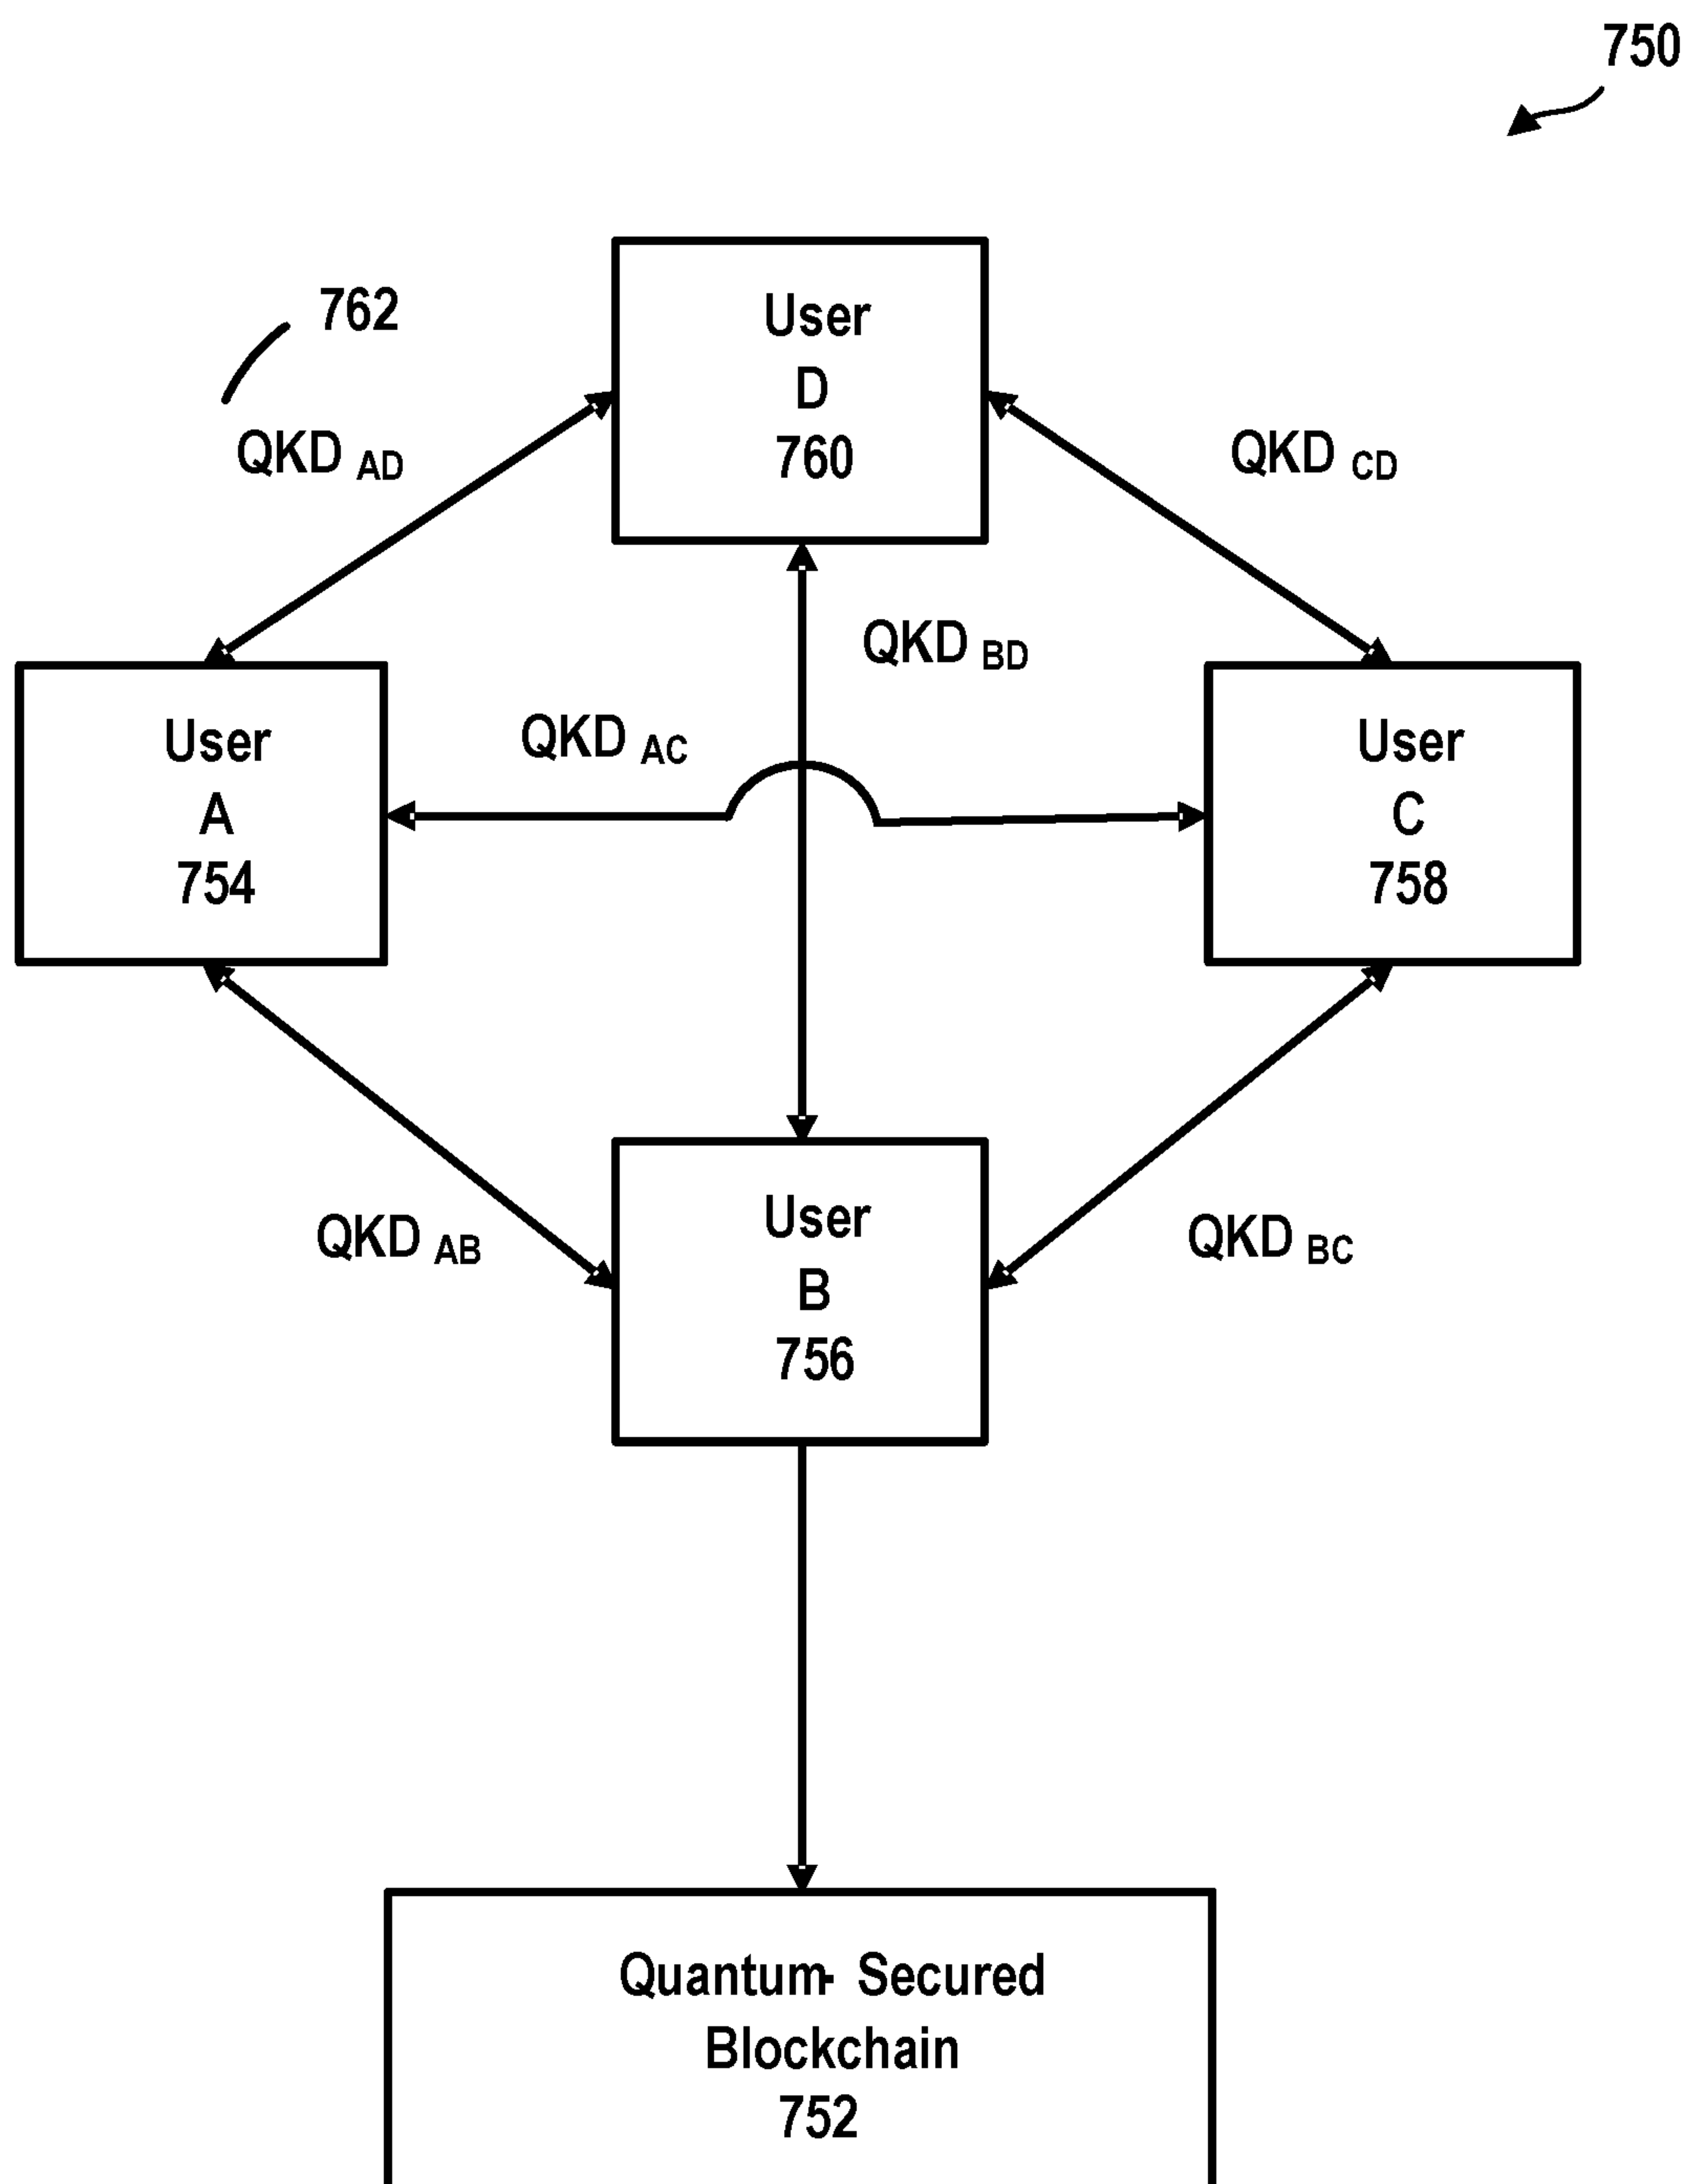 750
762
User
D
760
QKD AD
QKD CD
QKD BD
QKD AC
User
A
754
User
C
758
QKD AB
User
B
756
QKD BC
Quantum- Secured
Blockchain
752